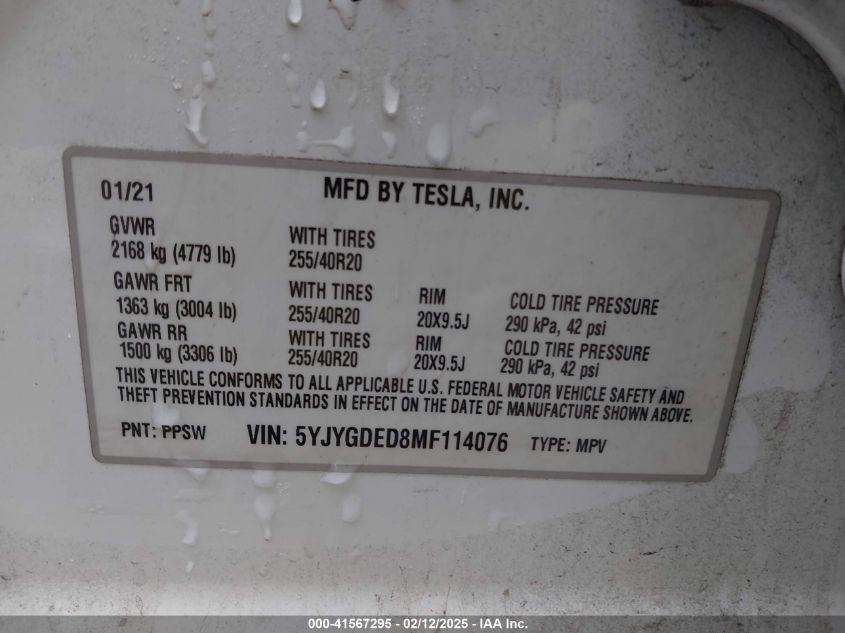 01/21 MFD BY TESLA, INC.
GVWR
2168 kg (4779 lb) WITH TIRES
255/40R20
GAWR FRT WITH TIRES RIM COLD TIRE PRESSURE
1363 kg (3004 lb) 255/40R20 20X9.5J 290 kPa, 42 psi
GAWR RR WITH TIRES RIM COLD TIRE PRESSURE
1500 kg (3306 lb) 255/40R20 20X9.5J 290 kPa, 42 psi
THIS VEHICLE CONFORMS TO ALL APPLICABLE U.S. FEDERAL MOTOR VEHICLE SAFETY AND
THEFT PREVENTION STANDARDS IN EFFECT ON THE DATE OF MANUFACTURE SHOWN ABOVE.
PNT: PPSW VIN: 5YJYGDED8MF114076 TYPE: MPV
000-41567295 - 02/12/2025 - IAA Inc.